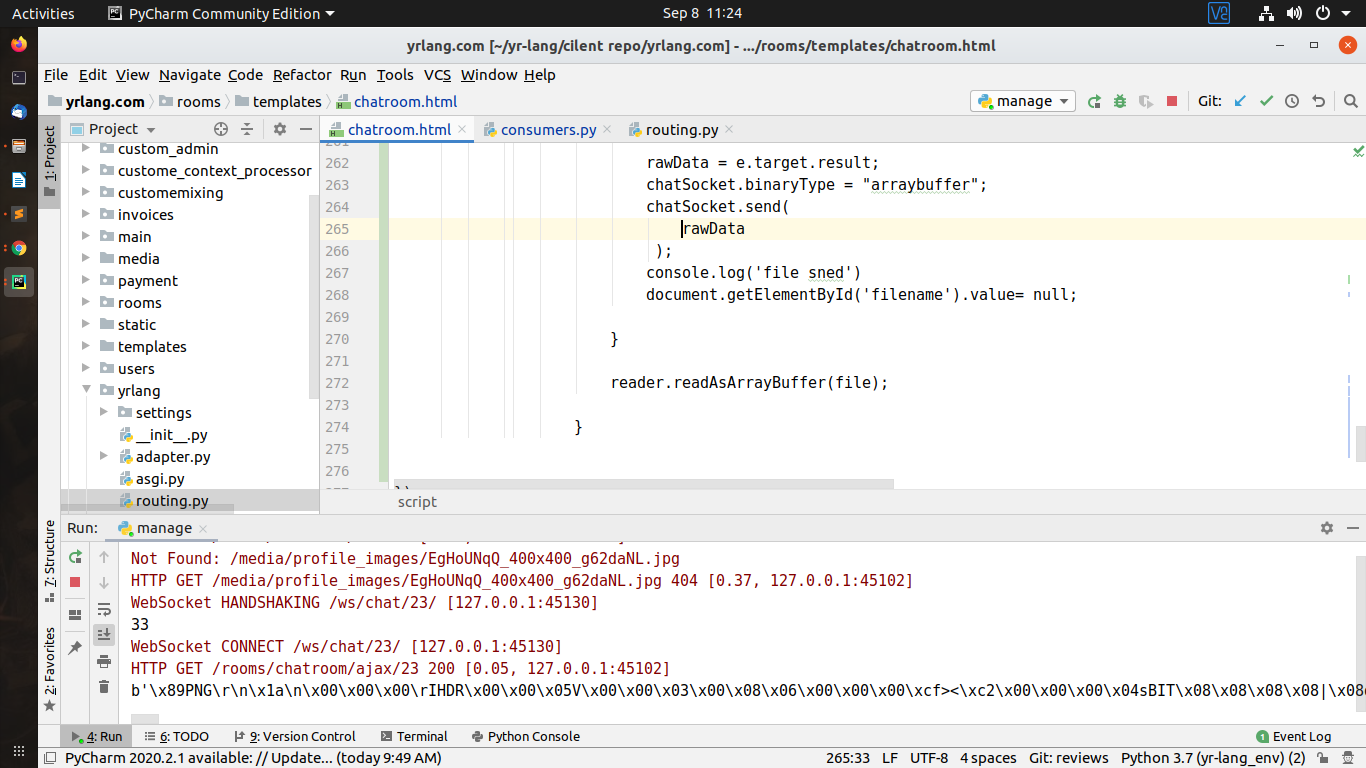 Activities PyCharm Community Edition Sep 8 11:24
yrlang.com [~/yr-lang/cilent repo/yrlang.com] - .../rooms/templates/chatroom.html
File Edit View Navigate Code Refactor Run Tools VCS Window Help
yrlang.com rooms templates chatroom.html manage Git:
1: Project
Project
chatroom.html consumers.py routing.py
custom_admin
custome_context_processor
customemixing
invoices
main
media
payment
rooms
static
templates
users
yrlang
settings
__init__.py
adapter.py
asgi.py
routing.py
261
262 rawData = e.target.result;
263 chatSocket.binaryType = "arraybuffer";
264 chatSocket.send(
265 rawData
266 );
267 console.log('file sned')
268 document.getElementById('filename').value= null;
269
270 }
271
272 reader.readAsArrayBuffer(file);
273
274 }
275
276
script
7: Structure
2: Favorites
Run: manage
Not Found: /media/profile_images/EgHoUNqQ_400x400_g62daNL.jpg
HTTP GET /media/profile_images/EgHoUNqQ_400x400_g62daNL.jpg 404 [0.37, 127.0.0.1:45102]
WebSocket HANDSHAKING /ws/chat/23/ [127.0.0.1:45130]
33
WebSocket CONNECT /ws/chat/23/ [127.0.0.1:45130]
HTTP GET /rooms/chatroom/ajax/23 200 [0.05, 127.0.0.1:45102]
b'\x89PNG\r\n\x1a\n\x00\x00\x00\rIHDR\x00\x00\x05V\x00\x00\x03\x00\x08\x06\x00\x00\x00\xcf><\xc2\x00\x00\x00\x04sBIT\x08\x08\x08\x08|\x08
4: Run 6: TODO 9: Version Control Terminal Python Console 1 Event Log
PyCharm 2020.2.1 available: // Update... (today 9:49 AM) 265:33 LF UTF-8 4 spaces Git: reviews Python 3.7 (yr-lang_env) (2)